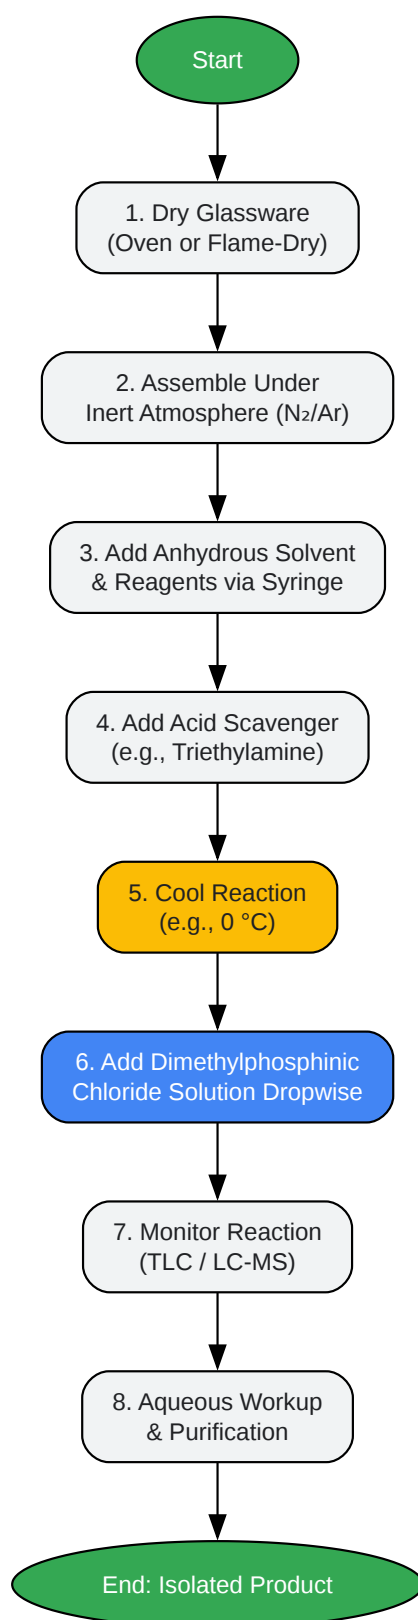 Start
1. Dry Glassware
(Oven or Flame-Dry)
2. Assemble Under
Inert Atmosphere (N₂/Ar)
3. Add Anhydrous Solvent
& Reagents via Syringe
4. Add Acid Scavenger
(e.g., Triethylamine)
5. Cool Reaction
(e.g., 0 °C)
6. Add Dimethylphosphinic
Chloride Solution Dropwise
7. Monitor Reaction
(TLC / LC-MS)
8. Aqueous Workup
& Purification
End: Isolated Product